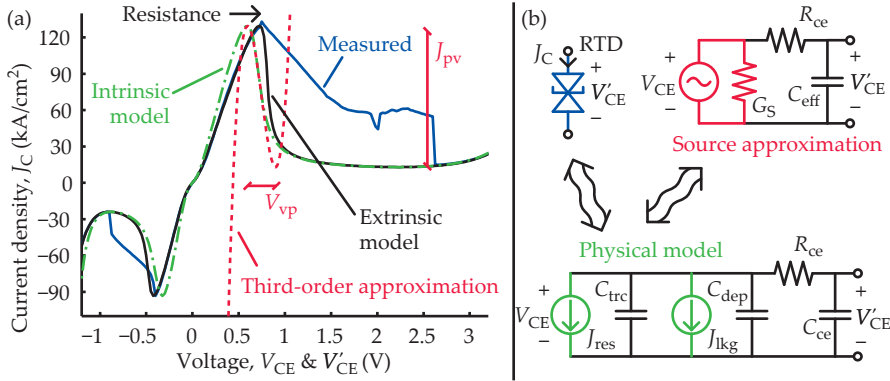 (a)
Resistance
Measured
J_pv
Intrinsic
model
V_vp
Extrinsic
model
Third-order approximation
Current density, J_C (kA/cm²)
120
90
60
30
0
−30
−60
−90
−1 −0.5 0 0.5 1 1.5 2 2.5 3
Voltage, V_CE & V′_CE (V)
(b)
J_C RTD
+
V′_CE
−
R_ce
+
V_CE
−
G_S
C_eff
+
V′_CE
−
Source approximation
Physical model
R_ce
+
V_CE
−
J_res
C_trc
J_lkg
C_dep
C_ce
+
V′_CE
−